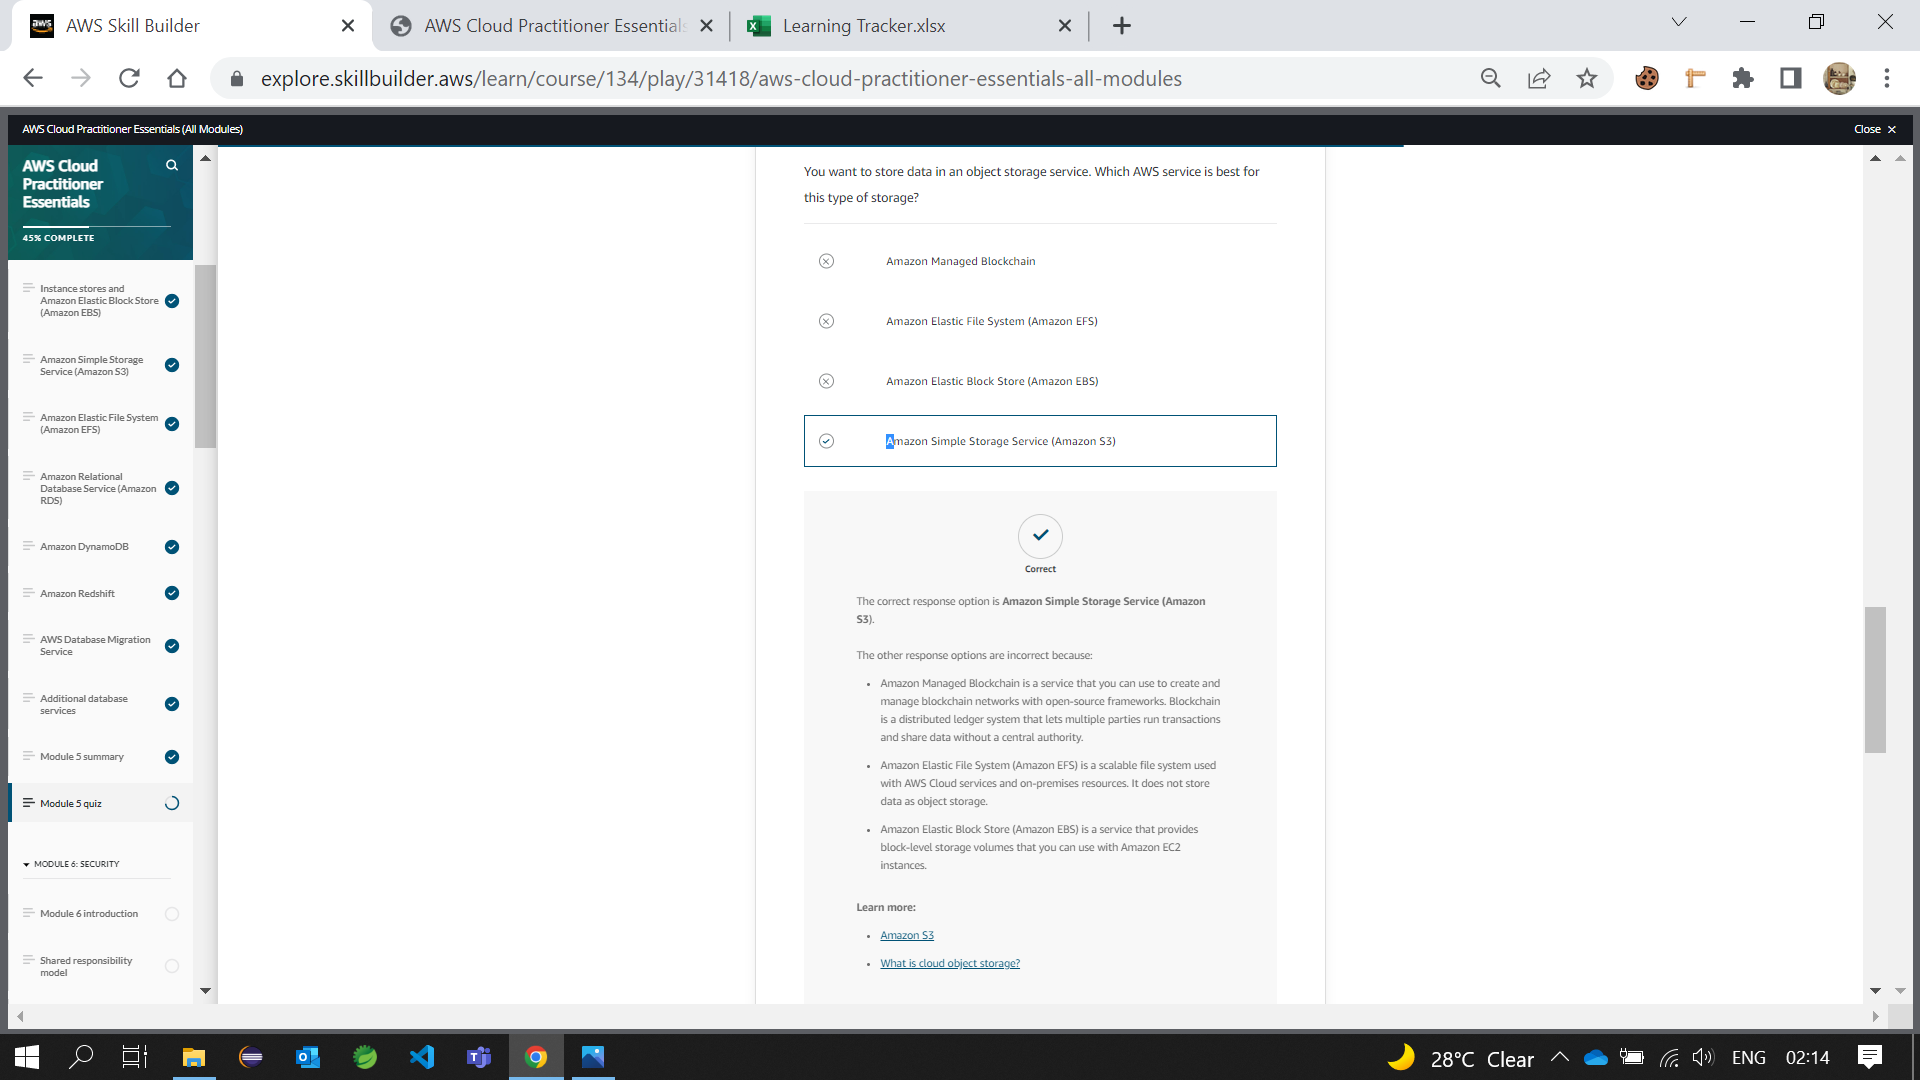 AWS Skill Builder
AWS Cloud Practitioner Essentials
Learning Tracker.xlsx
explore.skillbuilder.aws/learn/course/134/play/31418/aws-cloud-practitioner-essentials-all-modules
AWS Cloud Practitioner Essentials (All Modules)
Close
AWS Cloud
Practitioner
Essentials
45% COMPLETE
Instance stores and
Amazon Elastic Block Store
(Amazon EBS)
Amazon Simple Storage
Service (Amazon S3)
Amazon Elastic File System
(Amazon EFS)
Amazon Relational
Database Service (Amazon
RDS)
Amazon DynamoDB
Amazon Redshift
AWS Database Migration
Service
Additional database
services
Module 5 summary
Module 5 quiz
MODULE 6: SECURITY
Module 6 introduction
Shared responsibility
model
You want to store data in an object storage service. Which AWS service is best for
this type of storage?
Amazon Managed Blockchain
Amazon Elastic File System (Amazon EFS)
Amazon Elastic Block Store (Amazon EBS)
Amazon Simple Storage Service (Amazon S3)
Correct
The correct response option is Amazon Simple Storage Service (Amazon
S3).
The other response options are incorrect because:
• Amazon Managed Blockchain is a service that you can use to create and
manage blockchain networks with open-source frameworks. Blockchain
is a distributed ledger system that lets multiple parties run transactions
and share data without a central authority.
• Amazon Elastic File System (Amazon EFS) is a scalable file system used
with AWS Cloud services and on-premises resources. It does not store
data as object storage.
• Amazon Elastic Block Store (Amazon EBS) is a service that provides
block-level storage volumes that you can use with Amazon EC2
instances.
Learn more:
• Amazon S3
• What is cloud object storage?
28°C Clear
ENG
02:14